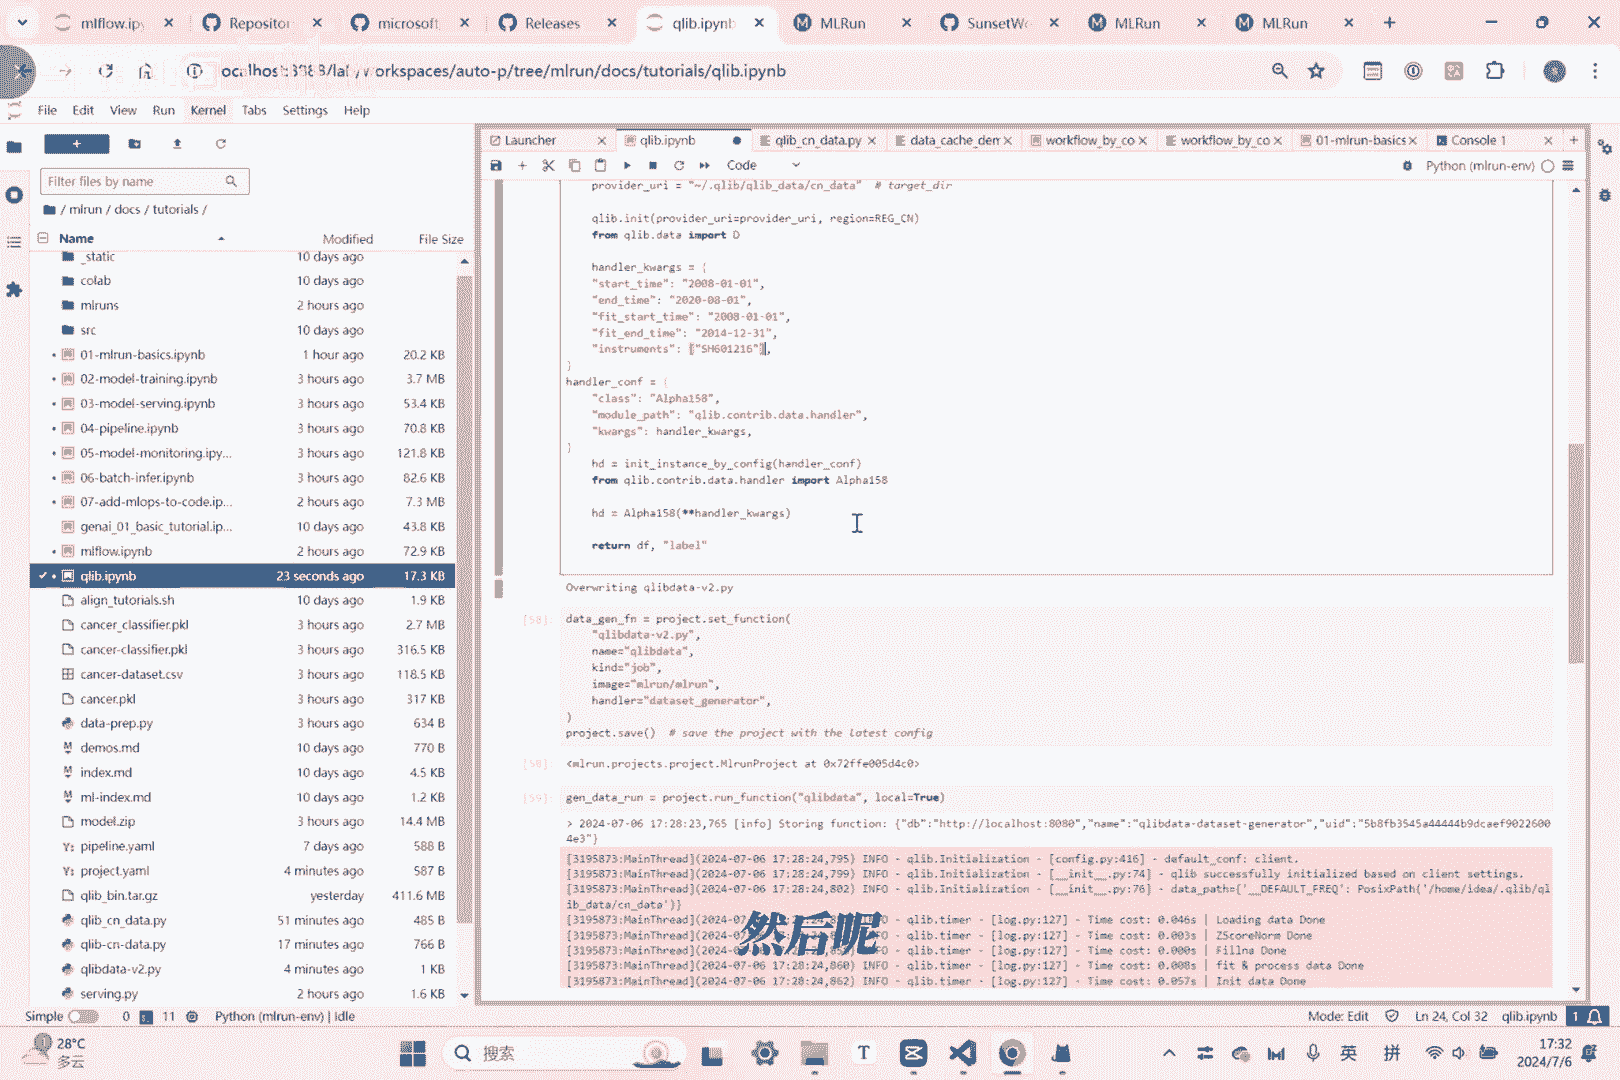 mlflow.ipy
Repositor
microsoft
Releases
qlib.ipynb
MLRun
SunsetWo
MLRun
MLRun
ocalhost:8888/lab/workspaces/auto-p/tree/mlrun/docs/tutorials/qlib.ipynb
File Edit View Run Kernel Tabs Settings Help
Launcher
qlib.ipynb
qlib_cn_data.py
data_cache_dem
workflow_by_co
workflow_by_co
01-mlrun-basics
Console 1
Code
Python (mlrun-env)
Filter files by name
/ mlrun / docs / tutorials /
Name Modified File Size
_static 10 days ago
colab 10 days ago
mlruns 2 hours ago
src 10 days ago
01-mlrun-basics.ipynb 1 hour ago 20.2 KB
02-model-training.ipynb 3 hours ago 3.7 MB
03-model-serving.ipynb 3 hours ago 53.4 KB
04-pipeline.ipynb 3 hours ago 70.8 KB
05-model-monitoring.ipy... 3 hours ago 121.8 KB
06-batch-infer.ipynb 3 hours ago 82.6 KB
07-add-mlops-to-code.ip... 2 hours ago 7.3 MB
genai_01_basic_tutorial.ip... 10 days ago 43.8 KB
mlflow.ipynb 2 hours ago 72.9 KB
qlib.ipynb 23 seconds ago 17.3 KB
align_tutorials.sh 10 days ago 1.9 KB
cancer_classifier.pkl 3 hours ago 2.7 MB
cancer-classifier.pkl 3 hours ago 316.5 KB
cancer-dataset.csv 3 hours ago 118.5 KB
cancer.pkl 3 hours ago 317 KB
data-prep.py 3 hours ago 634 B
demos.md 10 days ago 770 B
index.md 10 days ago 4.5 KB
ml-index.md 10 days ago 1.2 KB
model.zip 3 hours ago 14.4 MB
pipeline.yaml 7 days ago 588 B
project.yaml 4 minutes ago 587 B
qlib_bin.tar.gz yesterday 411.6 MB
qlib_cn_data.py 51 minutes ago 485 B
qlib-cn-data.py 17 minutes ago 766 B
qlibdata-v2.py 4 minutes ago 1 KB
serving.py 2 hours ago 1.6 KB
provider_uri = "~/.qlib/qlib_data/cn_data" # target_dir
qlib.init(provider_uri=provider_uri, region=REG_CN)
from qlib.data import D
handler_kwargs = {
"start_time": "2008-01-01",
"end_time": "2020-08-01",
"fit_start_time": "2008-01-01",
"fit_end_time": "2014-12-31",
"instruments": ["SH601216"],
}
handler_conf = {
"class": "Alpha158",
"module_path": "qlib.contrib.data.handler",
"kwargs": handler_kwargs,
}
hd = init_instance_by_config(handler_conf)
from qlib.contrib.data.handler import Alpha158
hd = Alpha158(**handler_kwargs)
return df, "label"
Overwriting qlibdata-v2.py
[58]: data_gen_fn = project.set_function(
"qlibdata-v2.py",
name="qlibdata",
kind="job",
image="mlrun/mlrun",
handler="dataset_generator",
)
project.save() # save the project with the latest config
[58]: <mlrun.projects.project.MlrunProject at 0x72ffe005d4c0>
[59]: gen_data_run = project.run_function("qlibdata", local=True)
> 2024-07-06 17:28:23,765 [info] Storing function: {"db":"http://localhost:8080","name":"qlibdata-dataset-generator","uid":"5b8fb3545a44444b9dcaef9022600
4e3"}
[3195873:MainThread](2024-07-06 17:28:24,795) INFO - qlib.Initialization - [config.py:416] - default_conf: client.
[3195873:MainThread](2024-07-06 17:28:24,799) INFO - qlib.Initialization - [__init__.py:74] - qlib successfully initialized based on client settings.
[3195873:MainThread](2024-07-06 17:28:24,802) INFO - qlib.Initialization - [__init__.py:76] - data_path={'__DEFAULT_FREQ': PosixPath('/home/idea/.qlib/ql
ib_data/cn_data')}
[3195873:MainThread](2024-07-06 17:28:24, INFO - qlib.timer - [log.py:127] - Time cost: 0.046s | Loading data Done
[3195873:MainThread](2024-07-06 17:28:24, INFO - qlib.timer - [log.py:127] - Time cost: 0.003s | ZScoreNorm Done
[3195873:MainThread](2024-07-06 17:28:24, INFO - qlib.timer - [log.py:127] - Time cost: 0.000s | Fillna Done
[3195873:MainThread](2024-07-06 17:28:24,860) INFO - qlib.timer - [log.py:127] - Time cost: 0.008s | fit & process data Done
[3195873:MainThread](2024-07-06 17:28:24,862) INFO - qlib.timer - [log.py:127] - Time cost: 0.057s | Init data Done
然后呢
Simple 0 11 Python (mlrun-env) | Idle
Mode: Edit Ln 24, Col 32 qlib.ipynb 1
28°C
多云
搜索
英
拼
17:32
2024/7/6